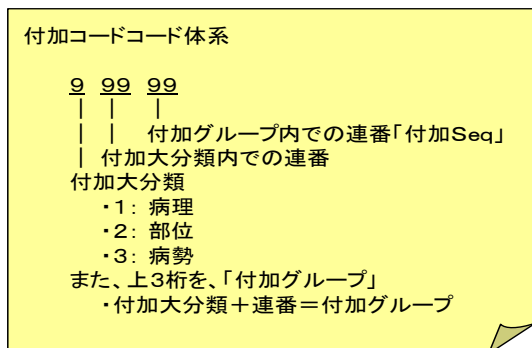 付加コードコード体系
9 99 99
| | |
| | 付加グループ内での連番「付加Seq」
| 付加大分類内での連番
付加大分類
・1: 病理
・2: 部位
・3: 病勢
また、上3桁を、「付加グループ」
・付加大分類+連番=付加グループ